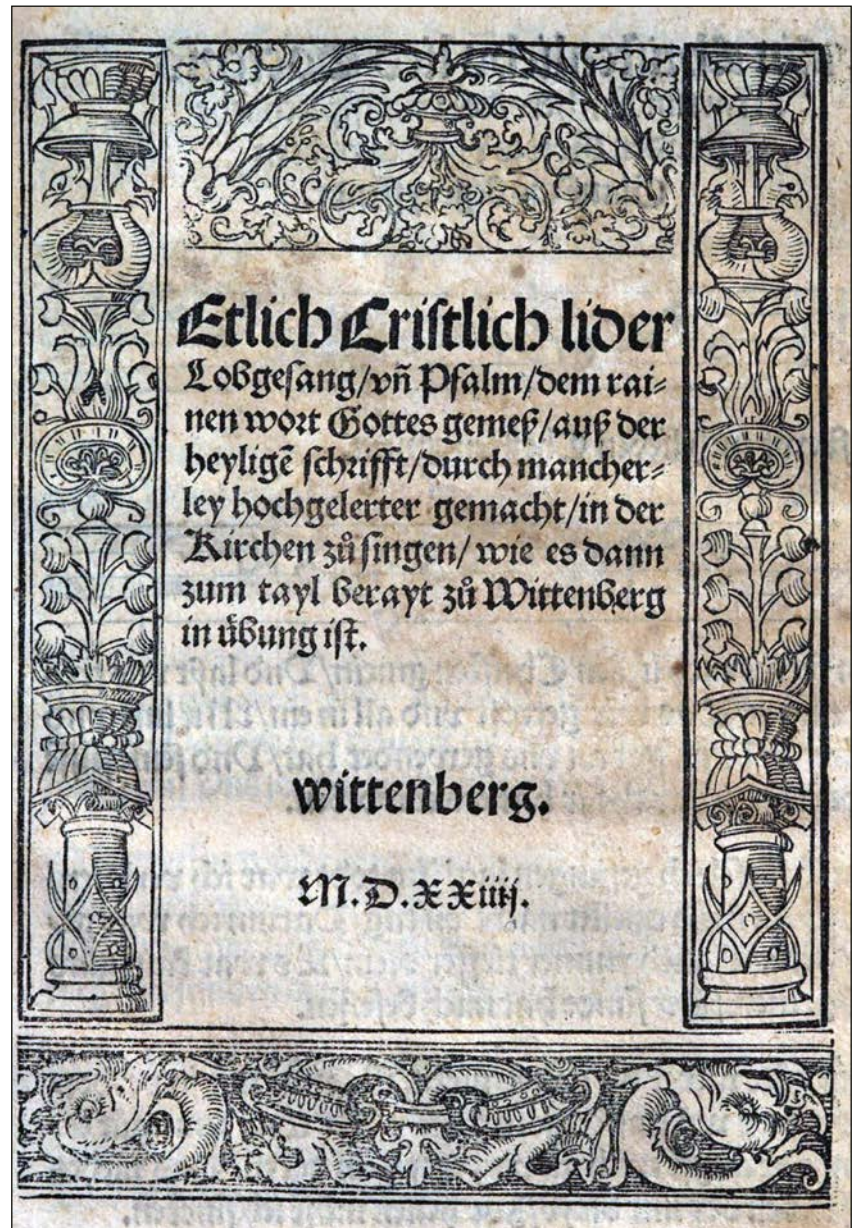 Etlich Cristlich lider
Lobgesang/vñ Psalm/dem rai⸗
nen wort Gottes gemeß/auß der
heyligẽ schrifft/durch mancher⸗
ley hochgelerter gemacht/in der
Kirchen zů singen/ wie es dann
zum tayl berayt zů Wittenberg
in übung ist.
wittenberg.
M.D.XXiiij.